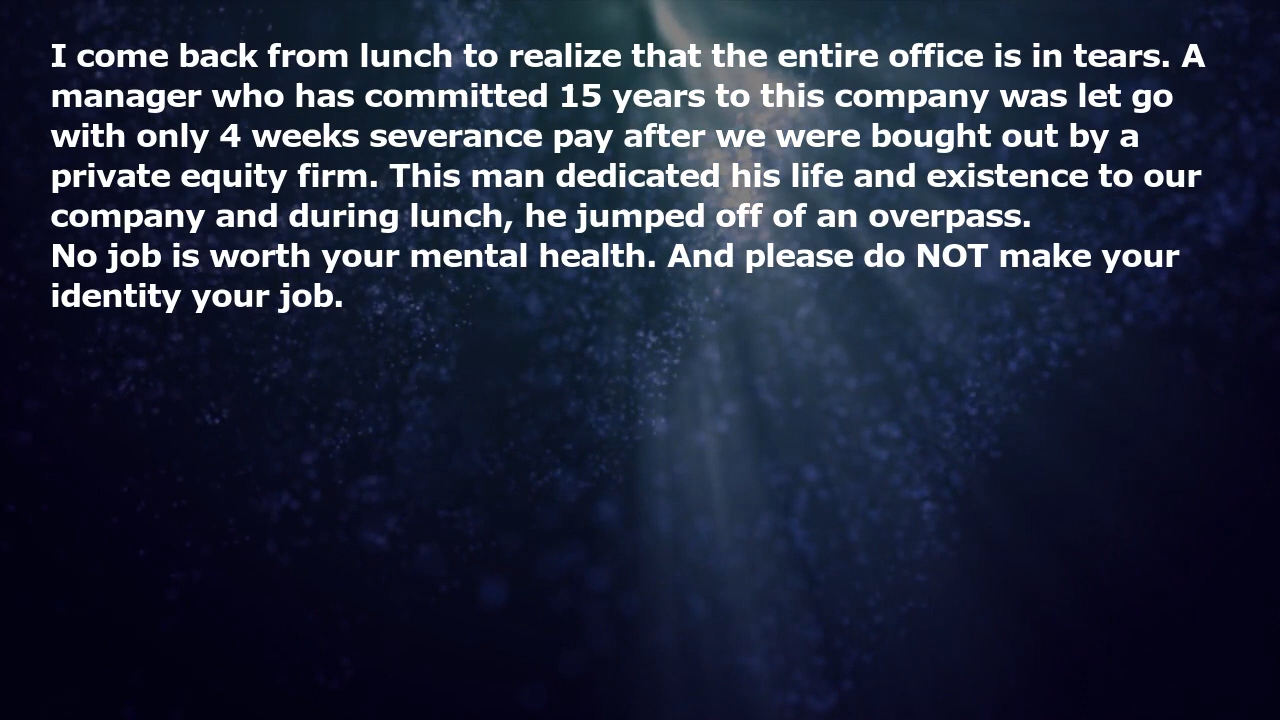 I come back from lunch to realize that the entire office is in tears. A
manager who has committed 15 years to this company was let go
with only 4 weeks severance pay after we were bought out by a
private equity firm. This man dedicated his life and existence to our
company and during lunch, he jumped off of an overpass.
No job is worth your mental health. And please do NOT make your
identity your job.